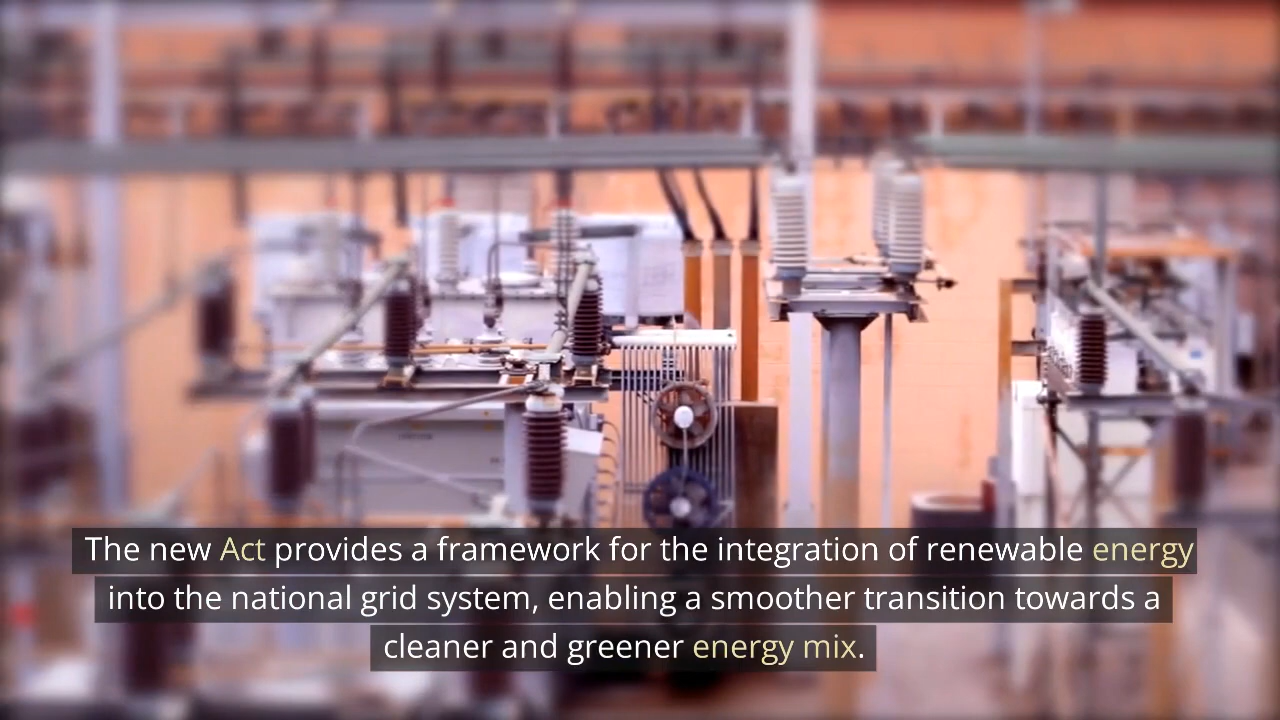 The new Act provides a framework for the integration of renewable energy
into the national grid system, enabling a smoother transition towards a
cleaner and greener energy mix.